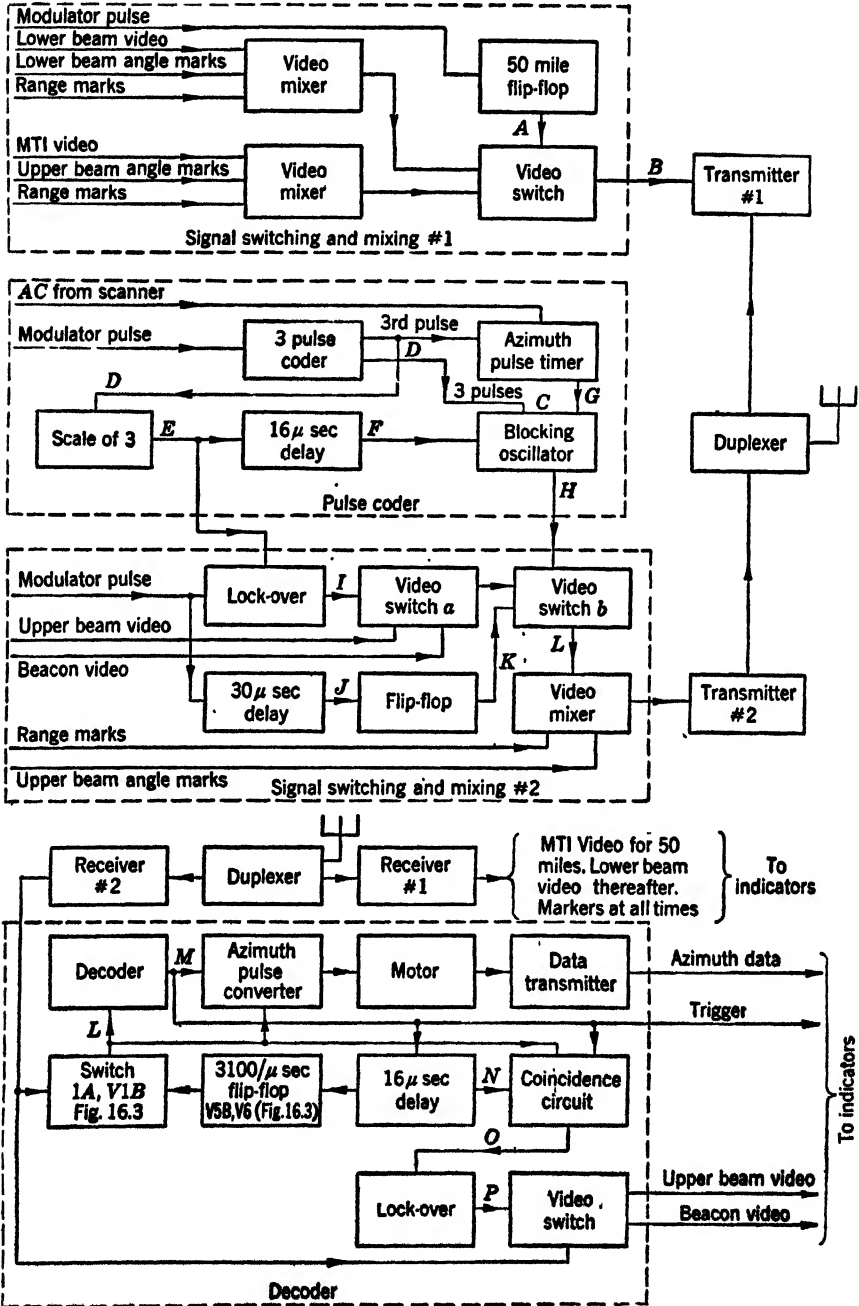 Modulator pulse
Lower beam video
Lower beam angle marks
Range marks
Video
mixer
50 mile
flip-flop
A
MTI video
Upper beam angle marks
Range marks
Video
mixer
Video
switch
B
Transmitter
#1
Signal switching and mixing #1
AC from scanner
Modulator pulse
3 pulse
coder
3rd pulse
D
Azimuth
pulse timer
D
3 pulses
C
G
Scale of 3
E
16μ sec
delay
F
Blocking
oscillator
Duplexer
Pulse coder
H
Modulator pulse
Lock-over
I
Video
switch a
Video
switch b
Upper beam video
Beacon video
K
L
30μ sec
delay
J
Flip-flop
Video
mixer
Transmitter
#2
Range marks
Upper beam angle marks
Signal switching and mixing #2
Receiver
#2
Duplexer
Receiver
#1
MTI Video for 50
miles. Lower beam
video thereafter.
Markers at all times
To
indicators
Decoder
M
Azimuth
pulse
converter
Motor
Data
transmitter
Azimuth data
L
Trigger
Switch
1A, V1B
Fig. 16.3
3100/μ sec
flip-flop
V5B,V6 (Fig.16.3)
16μ sec
delay
N
Coincidence
circuit
To indicators
O
Lock-over
P
Video
switch
Upper beam video
Beacon video
Decoder